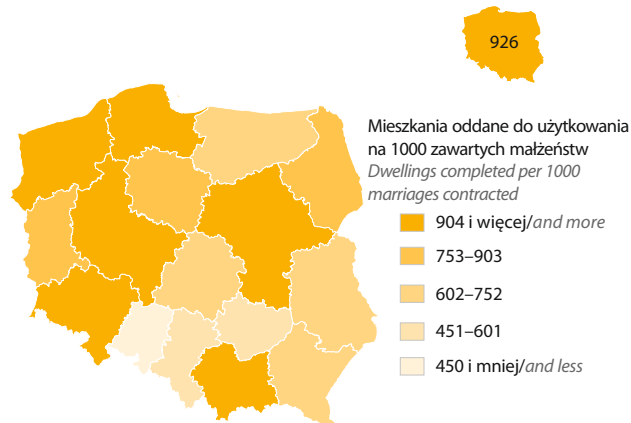 926
Mieszkania oddane do użytkowania
na 1000 zawartych małżeństw
Dwellings completed per 1000
marriages contracted
904 i więcej/and more
753–903
602–752
451–601
450 i mniej/and less